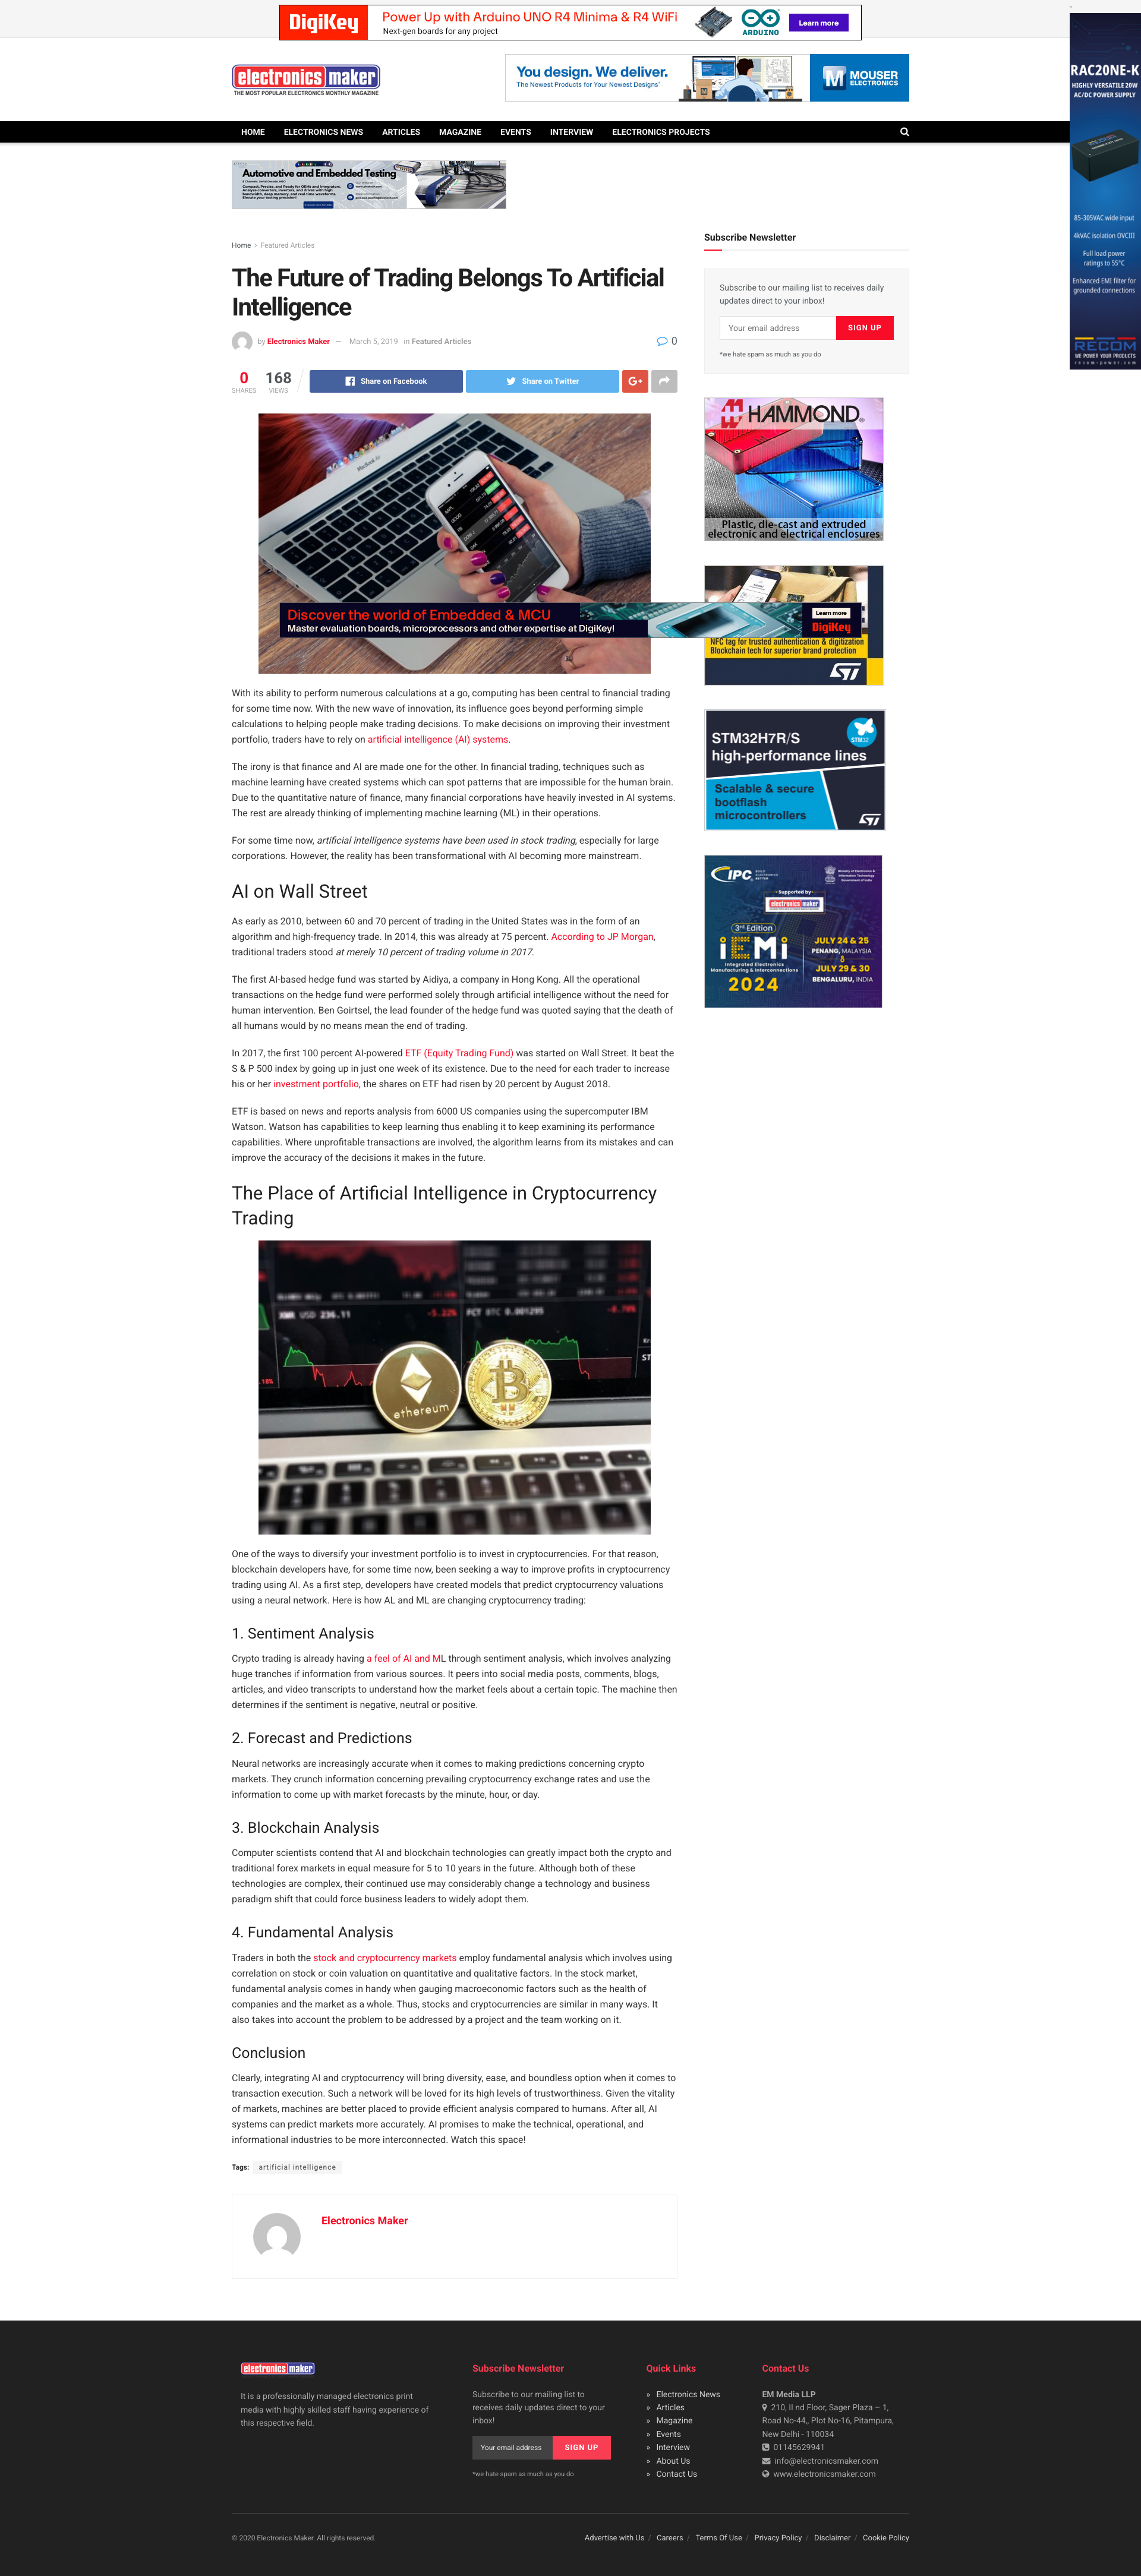 DigiKey
Power Up with Arduino UNO R4 Minima & R4 WiFi
Next-gen boards for any project
ARDUINO
Learn more
electronics maker
THE MOST POPULAR ELECTRONICS MONTHLY MAGAZINE
You design. We deliver.
The Newest Products for Your Newest Designs
MOUSER
ELECTRONICS
RAC20NE-K
HIGHLY VERSATILE 20W
AC/DC POWER SUPPLY
85-305VAC wide input
4kVAC isolation OVCIII
Full load power
ratings to 55°C
Enhanced EMI filter for
grounded connections
RECOM
WE POWER YOUR PRODUCTS
recom-power.com
HOME
ELECTRONICS NEWS
ARTICLES
MAGAZINE
EVENTS
INTERVIEW
ELECTRONICS PROJECTS
Automotive and Embedded Testing
Home > Featured Articles
The Future of Trading Belongs To Artificial
Intelligence
by Electronics Maker — March 5, 2019 in Featured Articles
0
0
SHARES
168
VIEWS
Share on Facebook
Share on Twitter
Discover the world of Embedded & MCU
Master evaluation boards, microprocessors and other expertise at DigiKey!
Learn more
DigiKey
With its ability to perform numerous calculations at a go, computing has been central to financial trading
for some time now. With the new wave of innovation, its influence goes beyond performing simple
calculations to helping people make trading decisions. To make decisions on improving their investment
portfolio, traders have to rely on artificial intelligence (AI) systems.
The irony is that finance and AI are made one for the other. In financial trading, techniques such as
machine learning have created systems which can spot patterns that are impossible for the human brain.
Due to the quantitative nature of finance, many financial corporations have heavily invested in AI systems.
The rest are already thinking of implementing machine learning (ML) in their operations.
For some time now, artificial intelligence systems have been used in stock trading, especially for large
corporations. However, the reality has been transformational with AI becoming more mainstream.
AI on Wall Street
As early as 2010, between 60 and 70 percent of trading in the United States was in the form of an
algorithm and high-frequency trade. In 2014, this was already at 75 percent. According to JP Morgan,
traditional traders stood at merely 10 percent of trading volume in 2017.
The first AI-based hedge fund was started by Aidiya, a company in Hong Kong. All the operational
transactions on the hedge fund were performed solely through artificial intelligence without the need for
human intervention. Ben Goirtsel, the lead founder of the hedge fund was quoted saying that the death of
all humans would by no means mean the end of trading.
In 2017, the first 100 percent AI-powered ETF (Equity Trading Fund) was started on Wall Street. It beat the
S & P 500 index by going up in just one week of its existence. Due to the need for each trader to increase
his or her investment portfolio, the shares on ETF had risen by 20 percent by August 2018.
ETF is based on news and reports analysis from 6000 US companies using the supercomputer IBM
Watson. Watson has capabilities to keep learning thus enabling it to keep examining its performance
capabilities. Where unprofitable transactions are involved, the algorithm learns from its mistakes and can
improve the accuracy of the decisions it makes in the future.
The Place of Artificial Intelligence in Cryptocurrency
Trading
ethereum
bitcoin
One of the ways to diversify your investment portfolio is to invest in cryptocurrencies. For that reason,
blockchain developers have, for some time now, been seeking a way to improve profits in cryptocurrency
trading using AI. As a first step, developers have created models that predict cryptocurrency valuations
using a neural network. Here is how AL and ML are changing cryptocurrency trading:
1. Sentiment Analysis
Crypto trading is already having a feel of AI and ML through sentiment analysis, which involves analyzing
huge tranches if information from various sources. It peers into social media posts, comments, blogs,
articles, and video transcripts to understand how the market feels about a certain topic. The machine then
determines if the sentiment is negative, neutral or positive.
2. Forecast and Predictions
Neural networks are increasingly accurate when it comes to making predictions concerning crypto
markets. They crunch information concerning prevailing cryptocurrency exchange rates and use the
information to come up with market forecasts by the minute, hour, or day.
3. Blockchain Analysis
Computer scientists contend that AI and blockchain technologies can greatly impact both the crypto and
traditional forex markets in equal measure for 5 to 10 years in the future. Although both of these
technologies are complex, their continued use may considerably change a technology and business
paradigm shift that could force business leaders to widely adopt them.
4. Fundamental Analysis
Traders in both the stock and cryptocurrency markets employ fundamental analysis which involves using
correlation on stock or coin valuation on quantitative and qualitative factors. In the stock market,
fundamental analysis comes in handy when gauging macroeconomic factors such as the health of
companies and the market as a whole. Thus, stocks and cryptocurrencies are similar in many ways. It
also takes into account the problem to be addressed by a project and the team working on it.
Conclusion
Clearly, integrating AI and cryptocurrency will bring diversity, ease, and boundless option when it comes to
transaction execution. Such a network will be loved for its high levels of trustworthiness. Given the vitality
of markets, machines are better placed to provide efficient analysis compared to humans. After all, AI
systems can predict markets more accurately. AI promises to make the technical, operational, and
informational industries to be more interconnected. Watch this space!
Tags: artificial intelligence
Electronics Maker
Subscribe Newsletter
Subscribe to our mailing list to receives daily
updates direct to your inbox!
Your email address
SIGN UP
*we hate spam as much as you do
HAMMOND
Plastic, die-cast and extruded
electronic and electrical enclosures
NFC tag for trusted authentication & digitization
Blockchain tech for superior brand protection
ST
STM32H7R/S
high-performance lines
STM32
Scalable & secure
bootflash
microcontrollers
ST
IPC
Supported by
electronics maker
3rd Edition
iEMi
Integrated Electronics
Manufacturing & Interconnections
2024
JULY 24 & 25
PENANG, MALAYSIA
&
JULY 29 & 30
BENGALURU, INDIA
electronics maker
It is a professionally managed electronics print
media with highly skilled staff having experience of
this respective field.
Subscribe Newsletter
Subscribe to our mailing list to
receives daily updates direct to your
inbox!
Your email address
SIGN UP
*we hate spam as much as you do
Quick Links
» Electronics News
» Articles
» Magazine
» Events
» Interview
» About Us
» Contact Us
Contact Us
EM Media LLP
210, II nd Floor, Sager Plaza – 1,
Road No-44,, Plot No-16, Pitampura,
New Delhi - 110034
01145629941
info@electronicsmaker.com
www.electronicsmaker.com
© 2020 Electronics Maker. All rights reserved.
Advertise with Us / Careers / Terms Of Use / Privacy Policy / Disclaimer / Cookie Policy